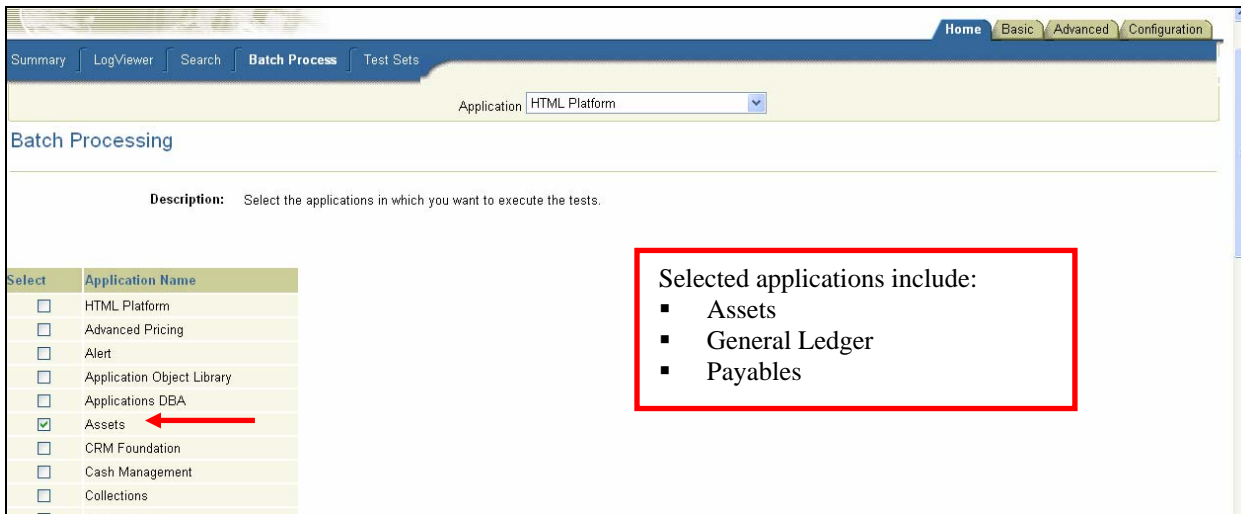 Home Basic Advanced Configuration
Summary LogViewer Search Batch Process Test Sets
Application HTML Platform
Batch Processing
Description: Select the applications in which you want to execute the tests.
Selected applications include:
▪ Assets
▪ General Ledger
▪ Payables
Select Application Name
HTML Platform
Advanced Pricing
Alert
Application Object Library
Applications DBA
Assets
CRM Foundation
Cash Management
Collections